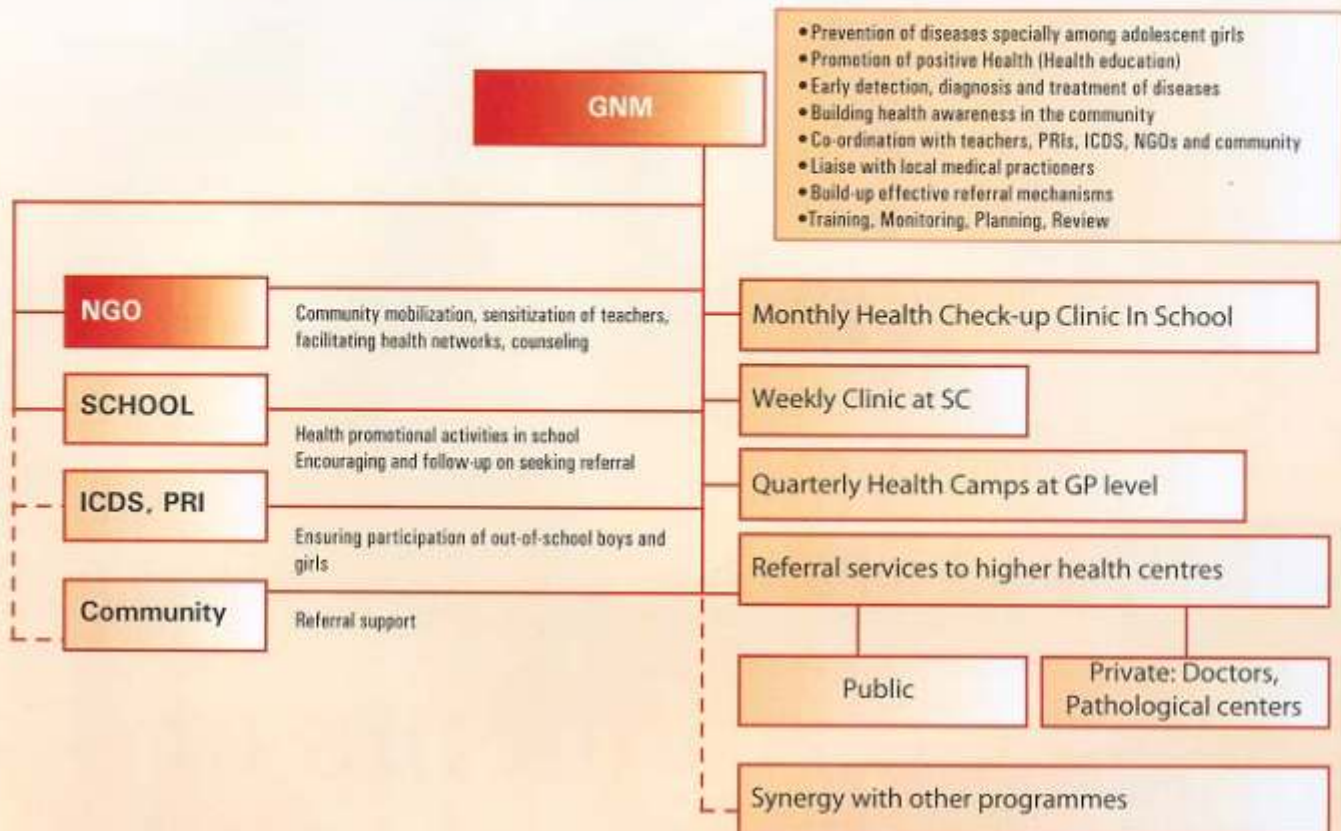 GNM
• Prevention of diseases specially among adolescent girls
• Promotion of positive Health (Health education)
• Early detection, diagnosis and treatment of diseases
• Building health awareness in the community
• Co-ordination with teachers, PRIs, ICDS, NGOs and community
• Liaise with local medical practioners
• Build-up effective referral mechanisms
• Training, Monitoring, Planning, Review
NGO
Community mobilization, sensitization of teachers,
facilitating health networks, counseling
SCHOOL
Health promotional activities in school
Encouraging and follow-up on seeking referral
ICDS, PRI
Ensuring participation of out-of-school boys and
girls
Community
Referral support
Monthly Health Check-up Clinic In School
Weekly Clinic at SC
Quarterly Health Camps at GP level
Referral services to higher health centres
Public
Private: Doctors,
Pathological centers
Synergy with other programmes